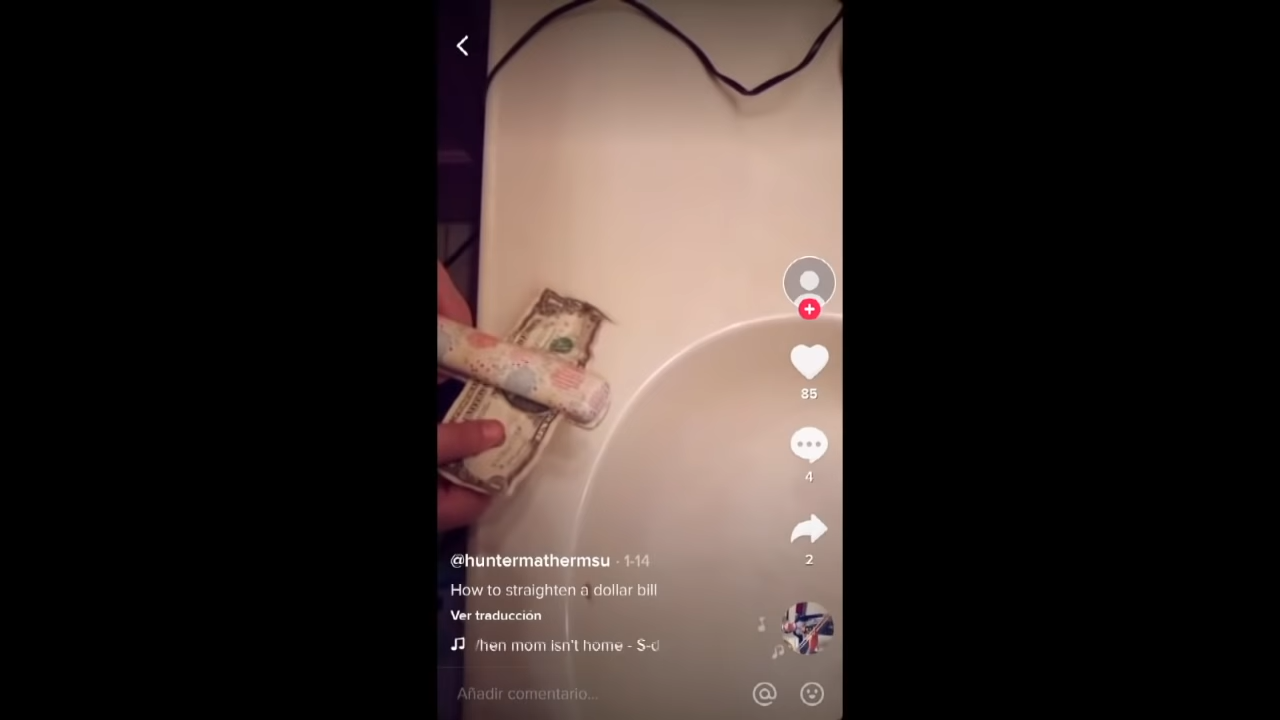 85
4
2
@huntermathermsu · 1-14
How to straighten a dollar bill
Ver traducción
hen mom isn't home - S-d
Añadir comentario...